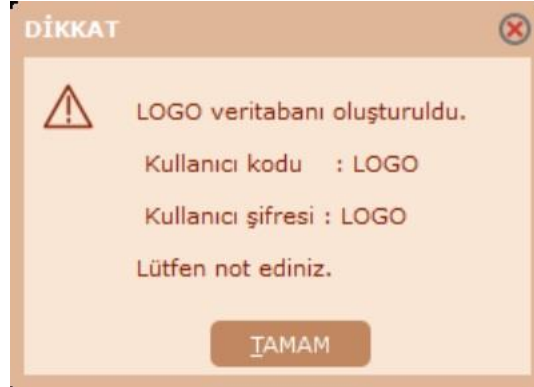 DİKKAT
LOGO veritabanı oluşturuldu.
Kullanıcı kodu : LOGO
Kullanıcı şifresi : LOGO
Lütfen not ediniz.
TAMAM